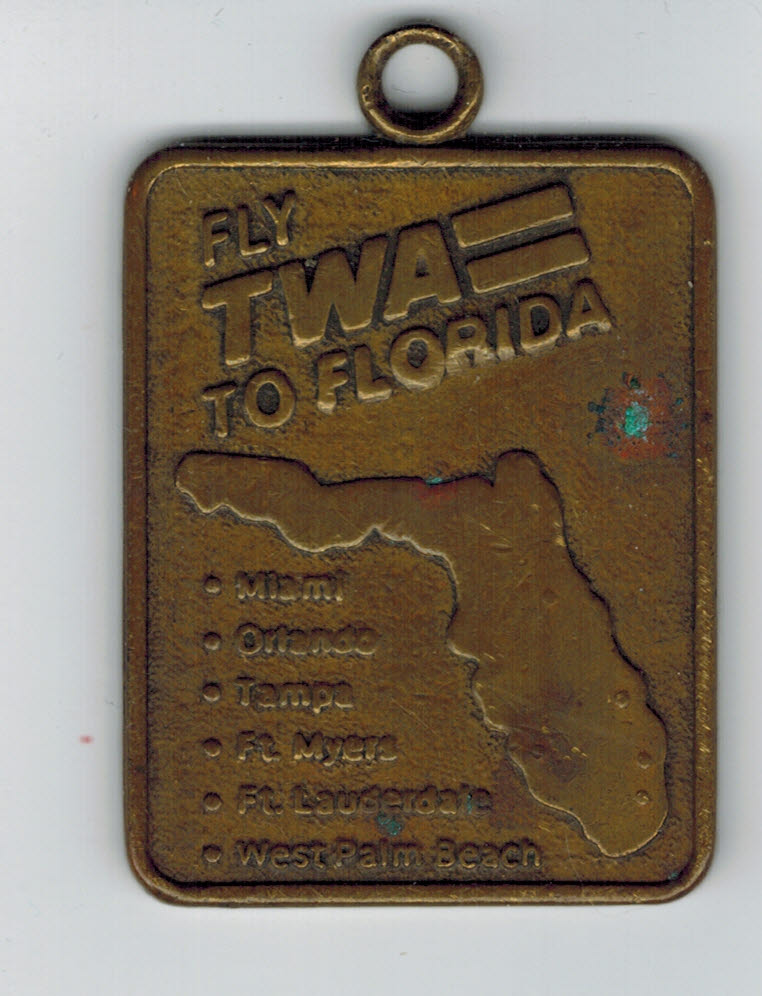 FLY
TWA
TO FLORIDA
• Miami
• Orlando
• Tampa
• Ft. Myers
• Ft. Lauderdale
• West Palm Beach